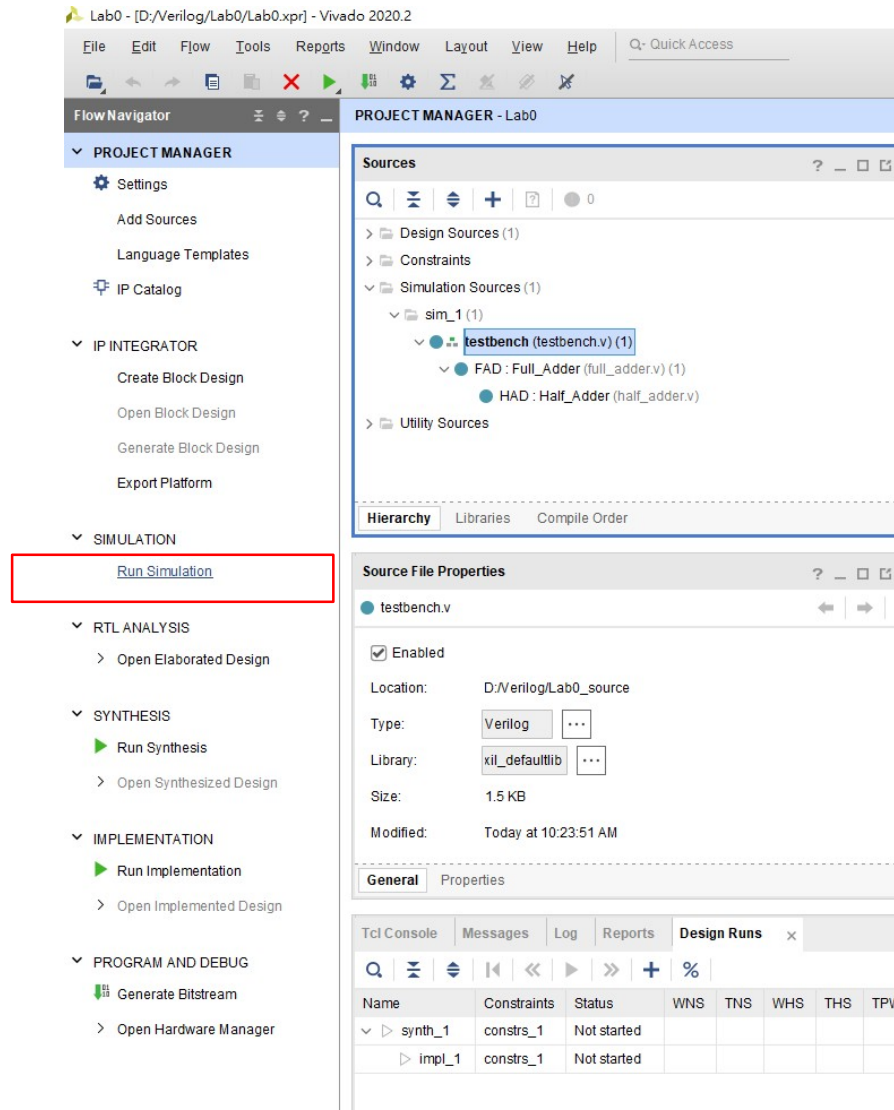 Lab0 - [D:/Verilog/Lab0/Lab0.xpr] - Vivado 2020.2
File Edit Flow Tools Reports Window Layout View Help Q- Quick Access
Flow Navigator
PROJECT MANAGER
Settings
Add Sources
Language Templates
IP Catalog
IP INTEGRATOR
Create Block Design
Open Block Design
Generate Block Design
Export Platform
SIMULATION
Run Simulation
RTL ANALYSIS
Open Elaborated Design
SYNTHESIS
Run Synthesis
Open Synthesized Design
IMPLEMENTATION
Run Implementation
Open Implemented Design
PROGRAM AND DEBUG
Generate Bitstream
Open Hardware Manager
PROJECT MANAGER - Lab0
Sources
0
Design Sources (1)
Constraints
Simulation Sources (1)
sim_1 (1)
testbench (testbench.v) (1)
FAD : Full_Adder (full_adder.v) (1)
HAD : Half_Adder (half_adder.v)
Utility Sources
Hierarchy Libraries Compile Order
Source File Properties
testbench.v
Enabled
Location: D:/Verilog/Lab0_source
Type: Verilog
Library: xil_defaultlib
Size: 1.5 KB
Modified: Today at 10:23:51 AM
General Properties
Tcl Console Messages Log Reports Design Runs
Name Constraints Status WNS TNS WHS THS TPW
synth_1 constrs_1 Not started
impl_1 constrs_1 Not started